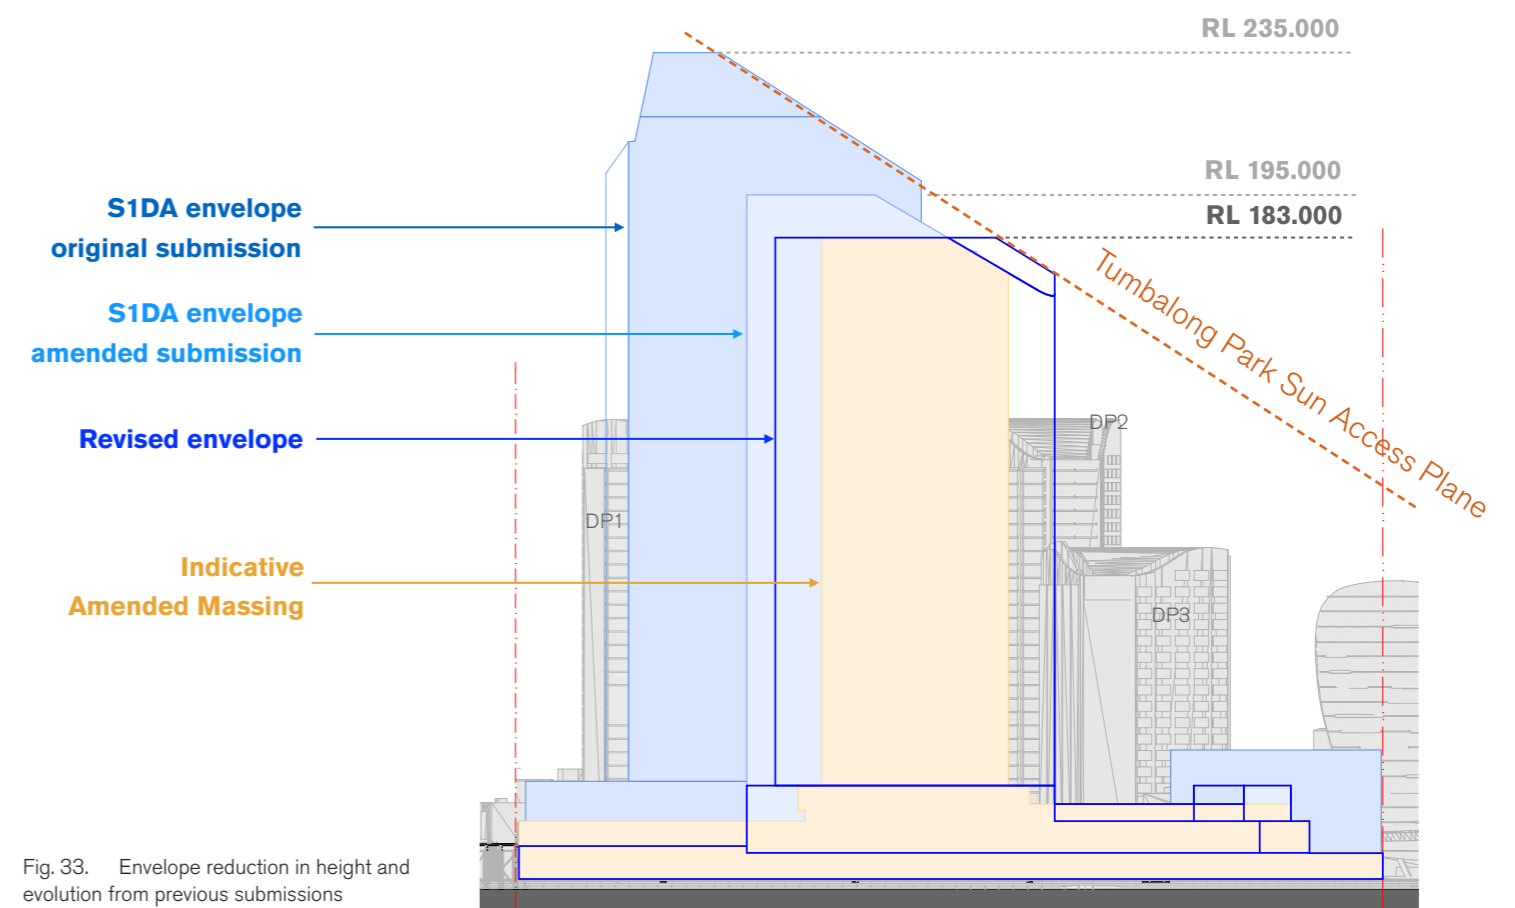 RL 235.000
RL 195.000
RL 183.000
S1DA envelope
original submission
S1DA envelope
amended submission
Revised envelope
Indicative
Amended Massing
Tumbalong Park Sun Access Plane
DP1
DP2
DP3
Fig. 33. Envelope reduction in height and
evolution from previous submissions